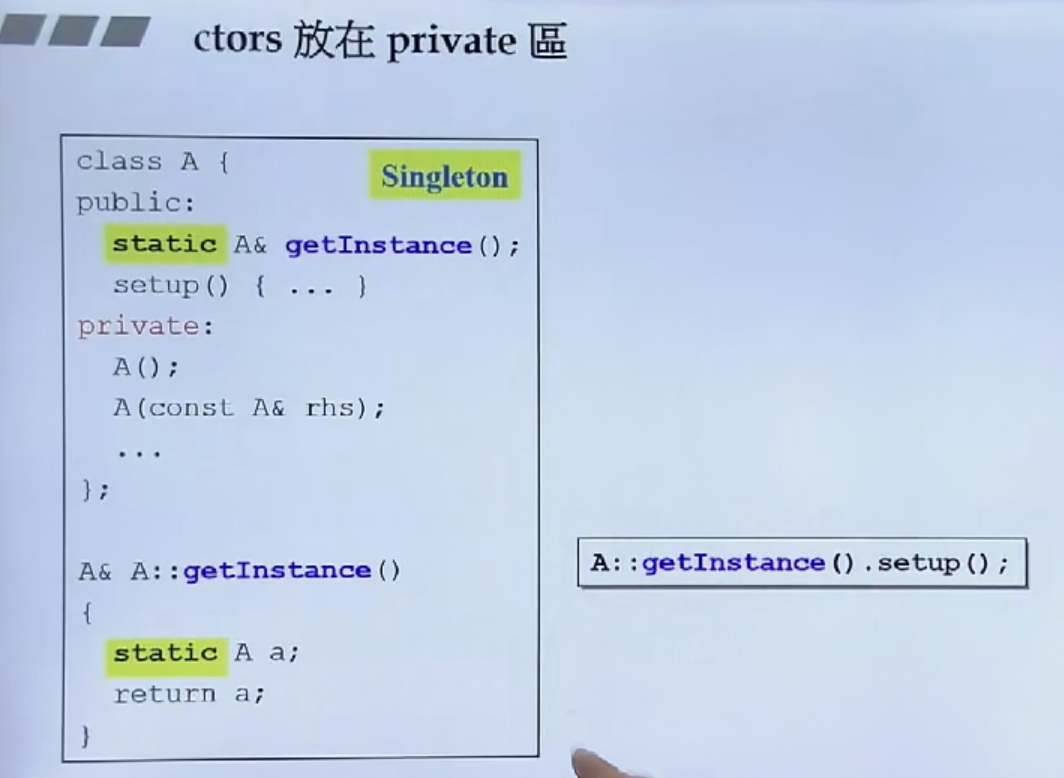 ctors 放在 private 區
class A {
Singleton
public:
static A& getInstance();
setup() { ... }
private:
A();
A(const A& rhs);
...
};
A& A::getInstance()
{
static A a;
return a;
}
A::getInstance().setup();